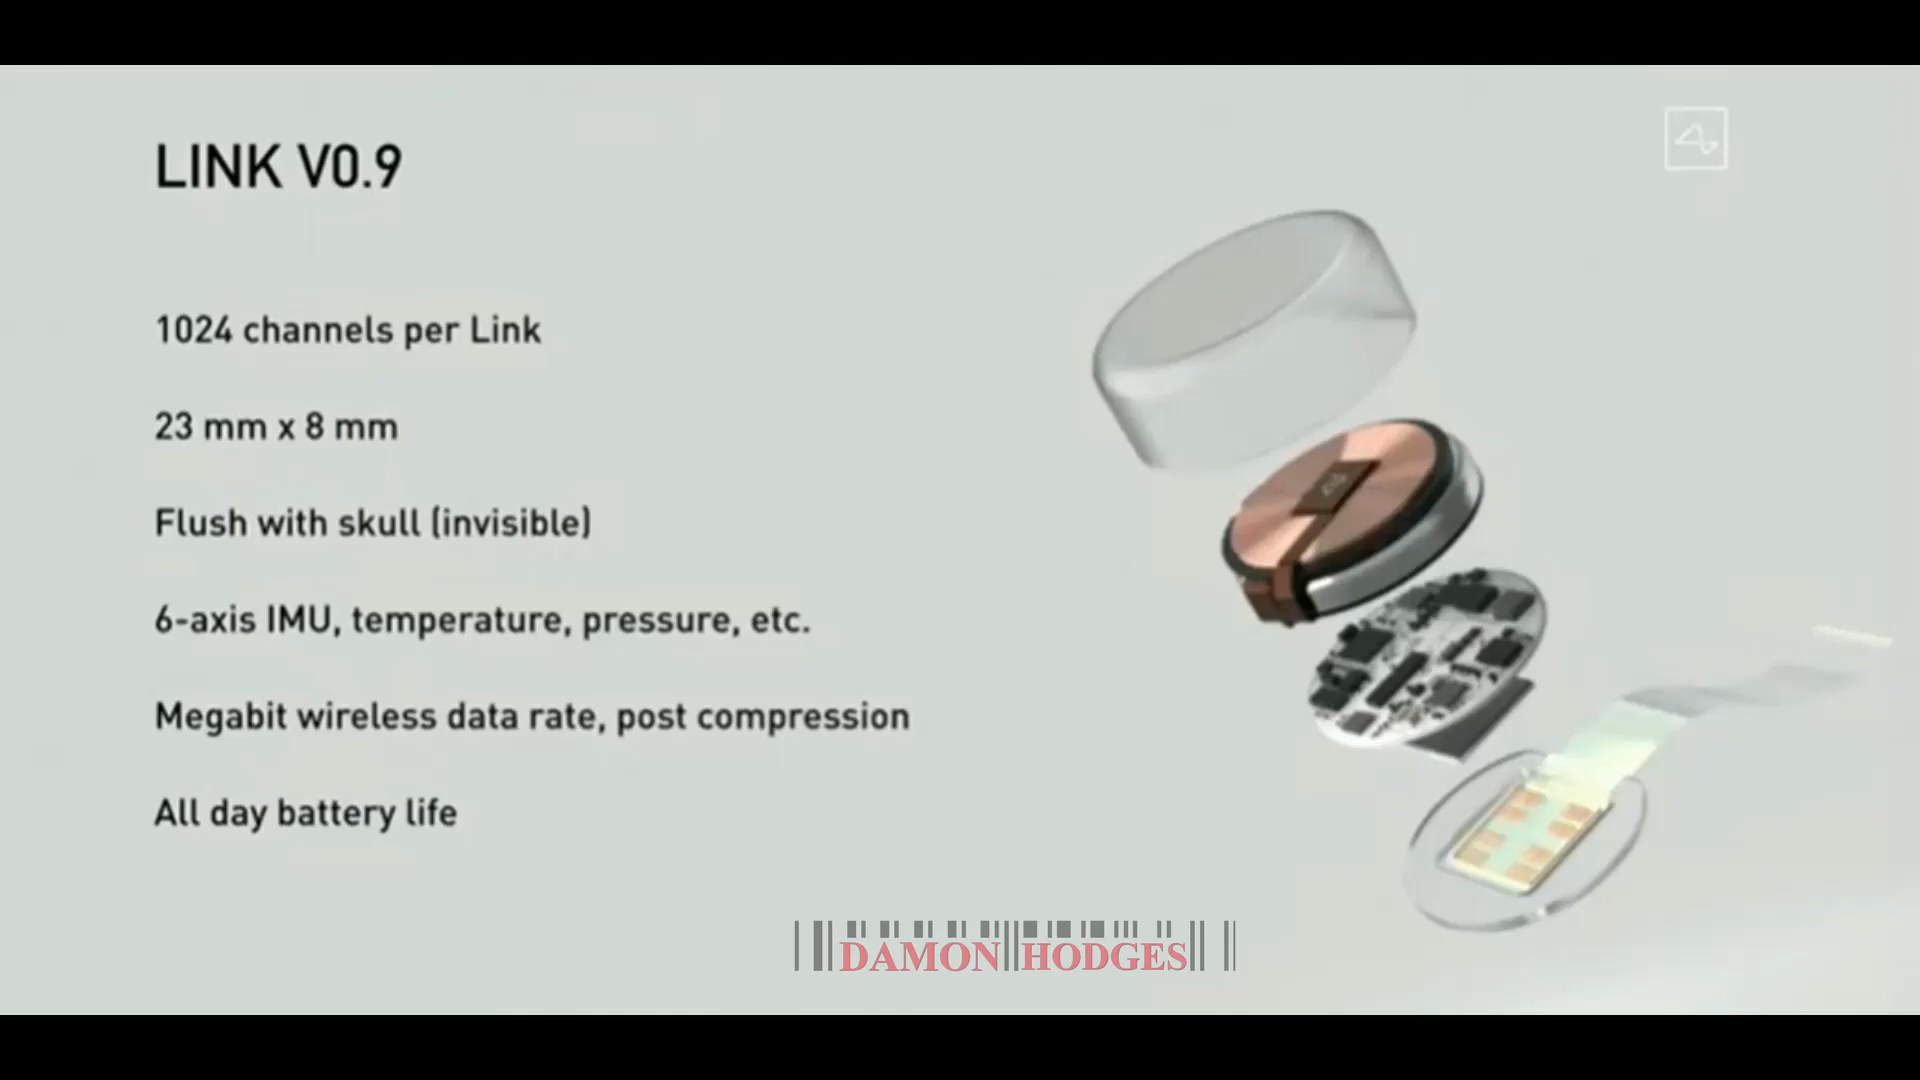 LINK V0.9
1024 channels per Link
23 mm x 8 mm
Flush with skull (invisible)
6-axis IMU, temperature, pressure, etc.
Megabit wireless data rate, post compression
All day battery life
DAMON HODGES